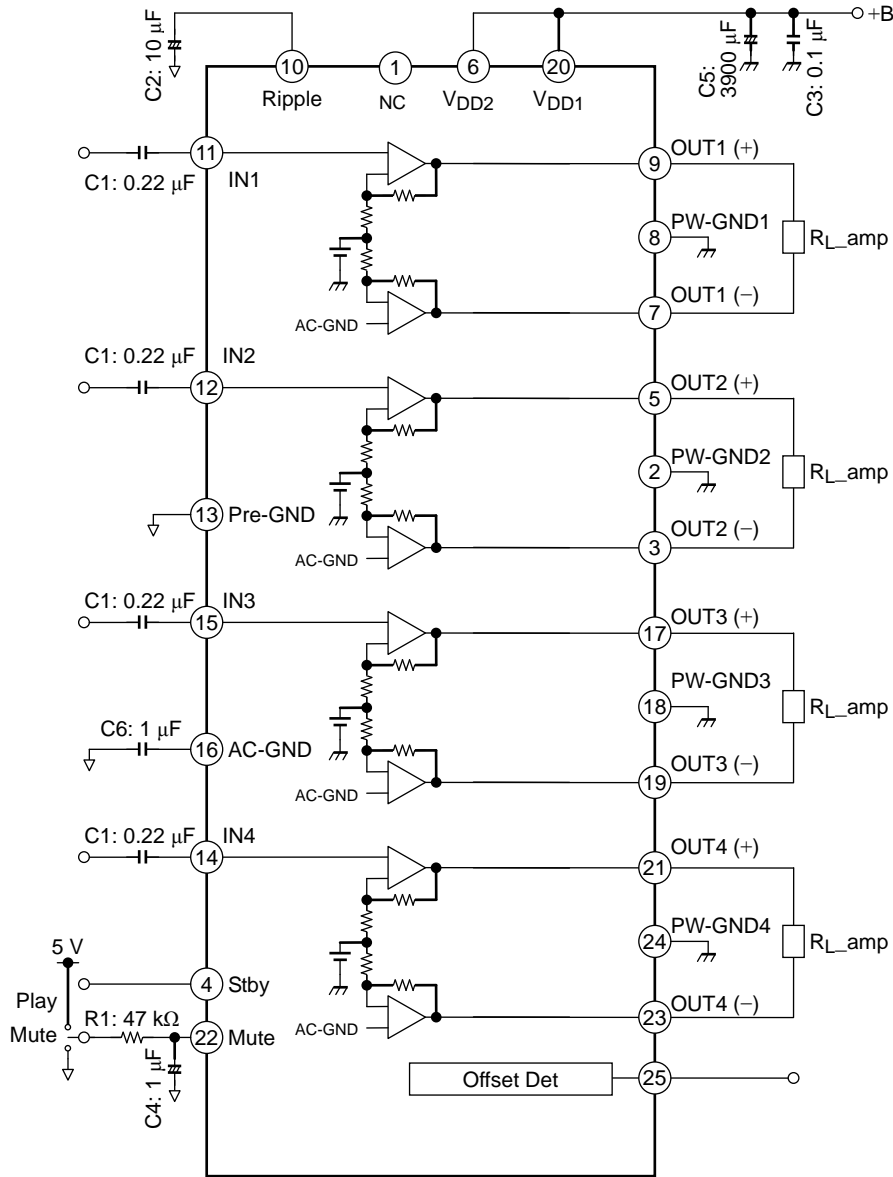 +B
C2: 10 µF
C5: 3900 µF
C3: 0.1 µF
10
1
6
20
Ripple
NC
VDD2
VDD1
11
C1: 0.22 µF
IN1
9
OUT1 (+)
8
PW-GND1
RL_amp
7
OUT1 (−)
AC-GND
C1: 0.22 µF
IN2
12
5
OUT2 (+)
2
PW-GND2
RL_amp
13
Pre-GND
3
OUT2 (−)
AC-GND
C1: 0.22 µF
IN3
15
17
OUT3 (+)
18
PW-GND3
RL_amp
C6: 1 µF
16
AC-GND
19
OUT3 (−)
AC-GND
C1: 0.22 µF
IN4
14
21
OUT4 (+)
24
PW-GND4
RL_amp
5 V
4
Stby
Play
23
OUT4 (−)
AC-GND
Mute
R1: 47 kΩ
22
Mute
C4: 1 µF
Offset Det
25